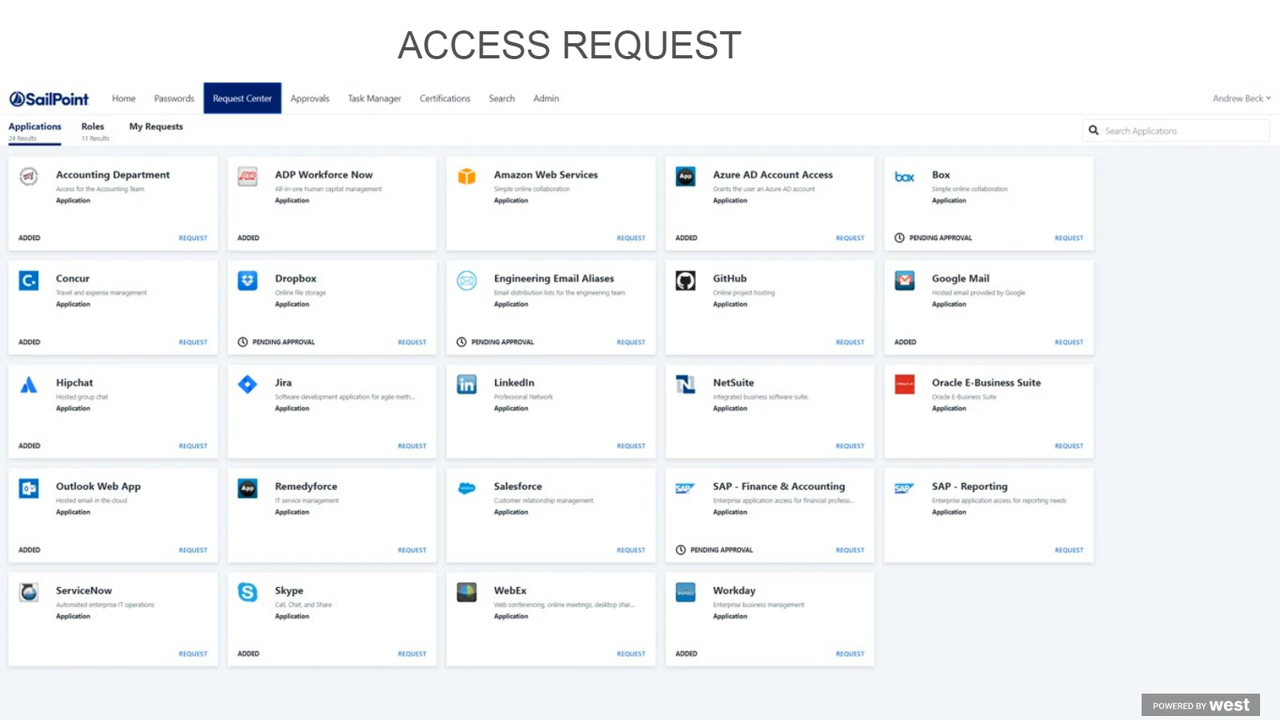 ACCESS REQUEST
SailPoint
Home Passwords Request Center Approvals Task Manager Certifications Search Admin Andrew Beck
Applications Roles My Requests
24 Results 11 Results
Search Applications
Accounting Department
Access for the Accounting Team
Application
ADDED REQUEST
ADP Workforce Now
All-in-one human capital management
Application
ADDED
Amazon Web Services
Simple online collaboration
Application
REQUEST
App
Azure AD Account Access
Grants the user an Azure AD account
Application
ADDED REQUEST
box
Box
Simple online collaboration
Application
PENDING APPROVAL REQUEST
Concur
Travel and expense management
Application
ADDED REQUEST
Dropbox
Online file storage
Application
PENDING APPROVAL REQUEST
Engineering Email Aliases
Email distribution lists for the engineering team
Application
PENDING APPROVAL REQUEST
GitHub
Online project hosting
Application
REQUEST
Google Mail
Hosted email provided by Google
Application
ADDED REQUEST
Hipchat
Hosted group chat
Application
ADDED REQUEST
Jira
Software development application for agile meth...
Application
REQUEST
in
LinkedIn
Professional Network
Application
REQUEST
NetSuite
Integrated business software suite.
Application
REQUEST
Oracle E-Business Suite
Oracle E-Business Suite
Application
REQUEST
Outlook Web App
Hosted email in the cloud
Application
ADDED REQUEST
App
Remedyforce
IT service management
Application
REQUEST
Salesforce
Customer relationship management
Application
REQUEST
SAP
SAP - Finance & Accounting
Enterprise application access for financial professi...
Application
PENDING APPROVAL REQUEST
SAP
SAP - Reporting
Enterprise application access for reporting needs
Application
REQUEST
ServiceNow
Automated enterprise IT operations
Application
REQUEST
Skype
Call, Chat, and Share
Application
ADDED REQUEST
WebEx
Web conferencing, online meetings, desktop shar...
Application
REQUEST
Workday
Enterprise business management
Application
ADDED REQUEST
POWERED BY west